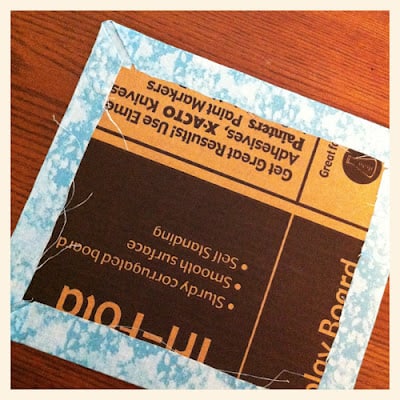 Tri-Fold
• Sturdy corrugated board
• Smooth surface
• Self Standing
play Board
Get Great Results! Use Elme
Adhesives, X-ACTO Knives
Painters Paint Markers
Great f